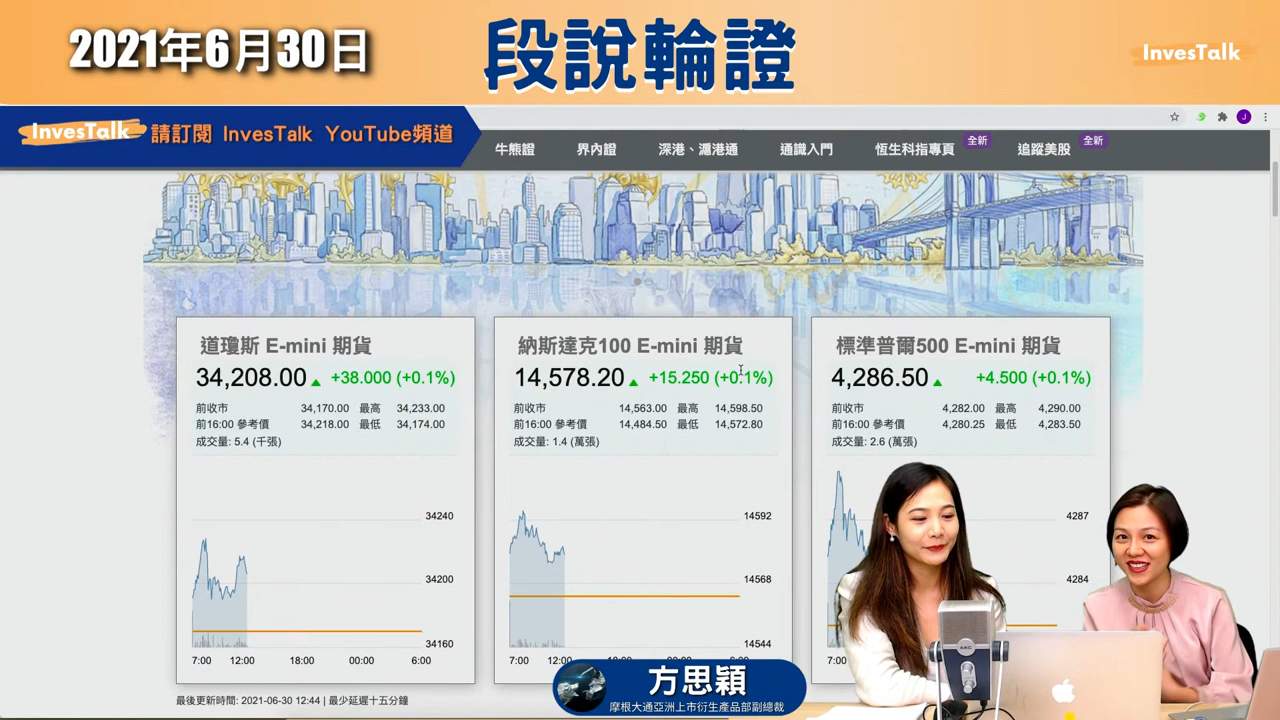 2021年6月30日
段說輪證
InvesTalk
InvesTalk 請訂閱 InvesTalk YouTube頻道
J
牛熊證 界內證 深港、滬港通 通識入門 恆生科指專頁 全新 追蹤美股 全新
道瓊斯 E-mini 期貨
34,208.00 ▲ +38.000 (+0.1%)
前收市 34,170.00 最高 34,233.00
前16:00 參考價 34,218.00 最低 34,174.00
成交量: 5.4 (千張)
34240
34200
34160
7:00 12:00 18:00 00:00 6:00
納斯達克100 E-mini 期貨
14,578.20 ▲ +15.250 (+0.1%)
前收市 14,563.00 最高 14,598.50
前16:00 參考價 14,484.50 最低 14,572.80
成交量: 1.4 (萬張)
14592
14568
14544
7:00 12:00
標準普爾500 E-mini 期貨
4,286.50 ▲ +4.500 (+0.1%)
前收市 4,282.00 最高 4,290.00
前16:00 參考價 4,280.25 最低 4,283.50
成交量: 2.6 (萬張)
4287
4284
7:00
AKG
最後更新時間: 2021-06-30 12:44 | 最少延遲十五分鐘
方思穎
摩根大通亞洲上市衍生產品部副總裁